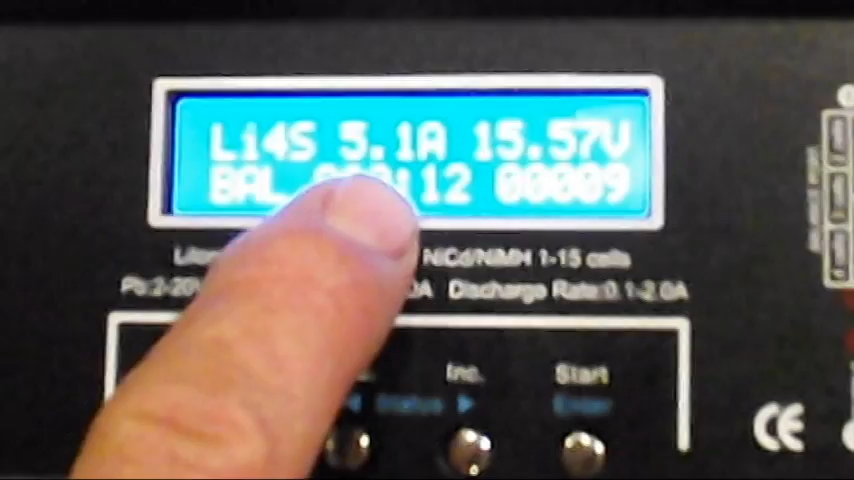 Li4S 5.1A 15.57V
BAL 12 00009
NiCd/NiMH 1-15 cells
Discharge Rate:0.1-2.0A
Inc. Start
◀ Status ▶ Enter
CE